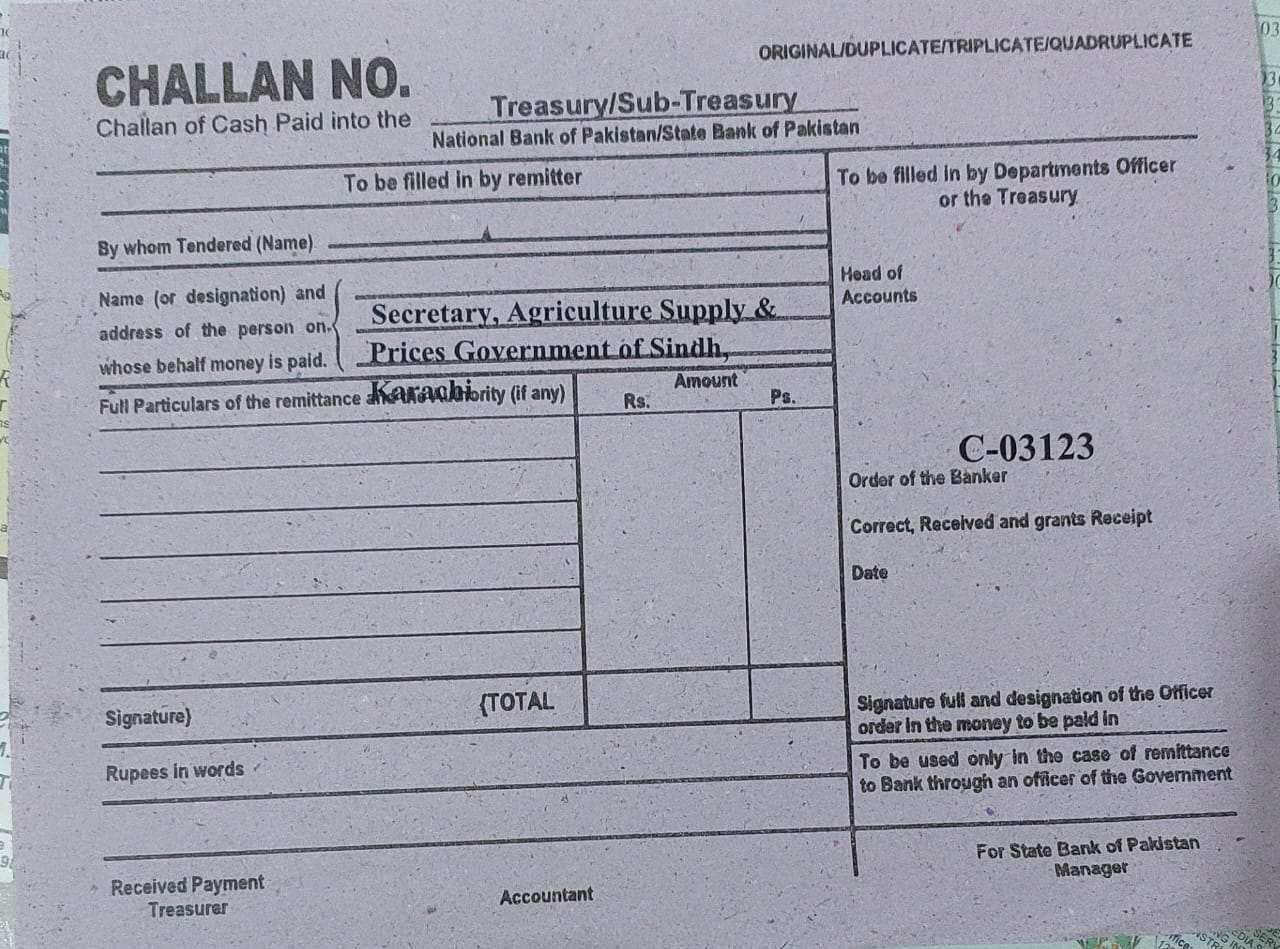 ORIGINAL/DUPLICATE/TRIPLICATE/QUADRUPLICATE
CHALLAN NO.
Challan of Cash Paid into the
Treasury/Sub-Treasury
National Bank of Pakistan/State Bank of Pakistan
To be filled in by remitter
By whom Tendered (Name)
Name (or designation) and
address of the person on
whose behalf money is paid.
Secretary, Agriculture Supply &
Prices Government of Sindh,
Karachi
Full Particulars of the remittance and the Authority (if any)
Amount
Rs. Ps.
Signature} {TOTAL
Rupees in words
Received Payment
Treasurer
Accountant
To be filled in by Departments Officer
or the Treasury
Head of
Accounts
C-03123
Order of the Banker
Correct, Received and grants Receipt
Date
Signature full and designation of the Officer
order in the money to be paid in
To be used only in the case of remittance
to Bank through an officer of the Government
For State Bank of Pakistan
Manager